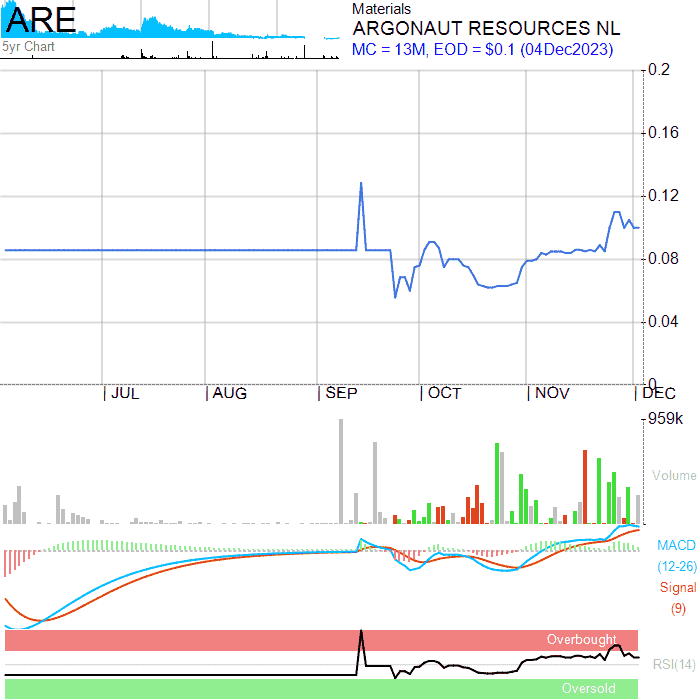 ARE
5yr Chart
Materials
ARGONAUT RESOURCES NL
MC = 13M, EOD = $0.1 (04Dec2023)
0.2
0.16
0.12
0.08
0.04
0
JUL AUG SEP OCT NOV DEC
959k
Volume
MACD
(12-26)
Signal
(9)
Overbought
RSI(14)
Oversold